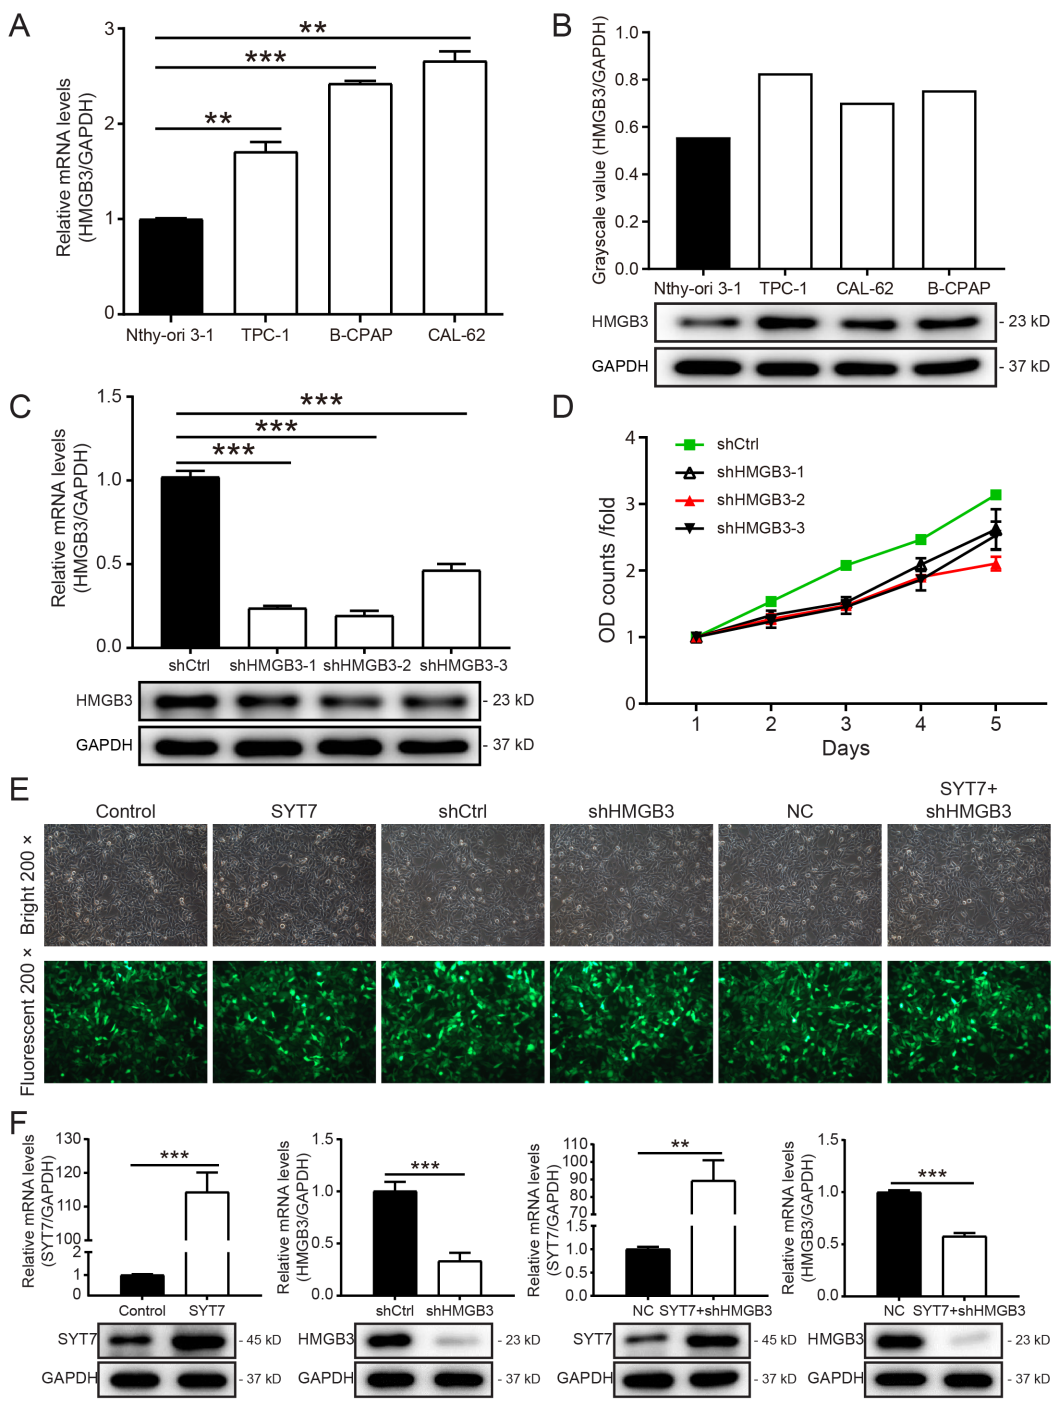 A
Relative mRNA levels
(HMGB3/GAPDH)
3
2
1
0
**
***
**
Nthy-ori 3-1 TPC-1 B-CPAP CAL-62
B
Grayscale value (HMGB3/GAPDH)
1.0
0.8
0.6
0.4
0.2
0.0
Nthy-ori 3-1 TPC-1 CAL-62 B-CPAP
HMGB3 - 23 kD
GAPDH - 37 kD
C
Relative mRNA levels
(HMGB3/GAPDH)
1.5
1.0
0.5
0.0
***
***
***
shCtrl shHMGB3-1 shHMGB3-2 shHMGB3-3
HMGB3 - 23 kD
GAPDH - 37 kD
D
OD counts /fold
4
3
2
1
0
shCtrl
shHMGB3-1
shHMGB3-2
shHMGB3-3
1 2 3 4 5
Days
E
Control SYT7 shCtrl shHMGB3 NC SYT7+
shHMGB3
Bright 200 ×
Fluorescent 200 ×
F
Relative mRNA levels
(SYT7/GAPDH)
130
120
110
100
2
1
0
***
Control SYT7
SYT7 - 45 kD
GAPDH - 37 kD
Relative mRNA levels
(HMGB3/GAPDH)
1.5
1.0
0.5
0.0
***
shCtrl shHMGB3
HMGB3 - 23 kD
GAPDH - 37 kD
Relative mRNA levels
(SYT7/GAPDH)
110
100
90
80
70
1.5
1.0
0.5
0.0
**
NC SYT7+shHMGB3
SYT7 - 45 kD
GAPDH - 37 kD
Relative mRNA levels
(HMGB3/GAPDH)
1.5
1.0
0.5
0.0
***
NC SYT7+shHMGB3
HMGB3 - 23 kD
GAPDH - 37 kD